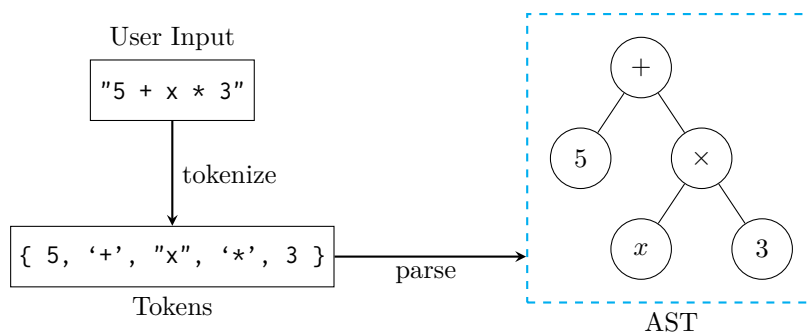 User Input
"5 + x * 3"
tokenize
{ 5, ‘+’, "x", ‘*’, 3 }
Tokens
parse
+
5
×
x
3
AST